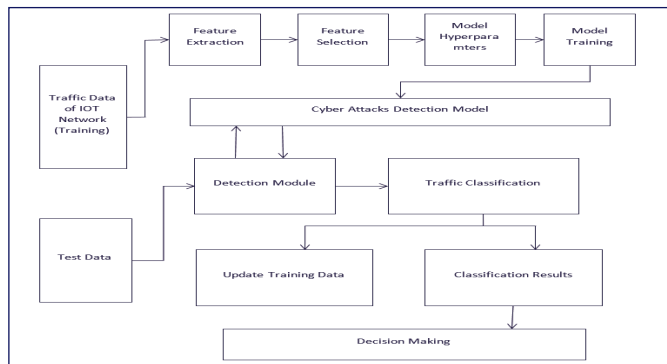 Feature
Extraction
Feature
Selection
Model
Hyperpara
mters
Model
Training
Traffic Data
of IOT
Network
(Training)
Cyber Attacks Detection Model
Detection Module
Traffic Classification
Test Data
Update Training Data
Classification Results
Decision Making